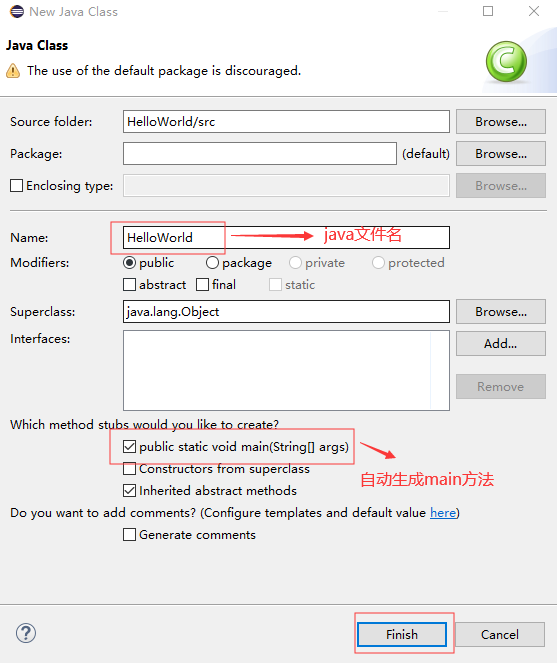 New Java Class
Java Class
The use of the default package is discouraged.
Source folder: HelloWorld/src Browse...
Package: (default) Browse...
Enclosing type: Browse...
Name: HelloWorld java文件名
Modifiers: public package private protected
abstract final static
Superclass: java.lang.Object Browse...
Interfaces: Add...
Remove
Which method stubs would you like to create?
public static void main(String[] args)
Constructors from superclass
自动生成main方法
Inherited abstract methods
Do you want to add comments? (Configure templates and default value here)
Generate comments
? Finish Cancel